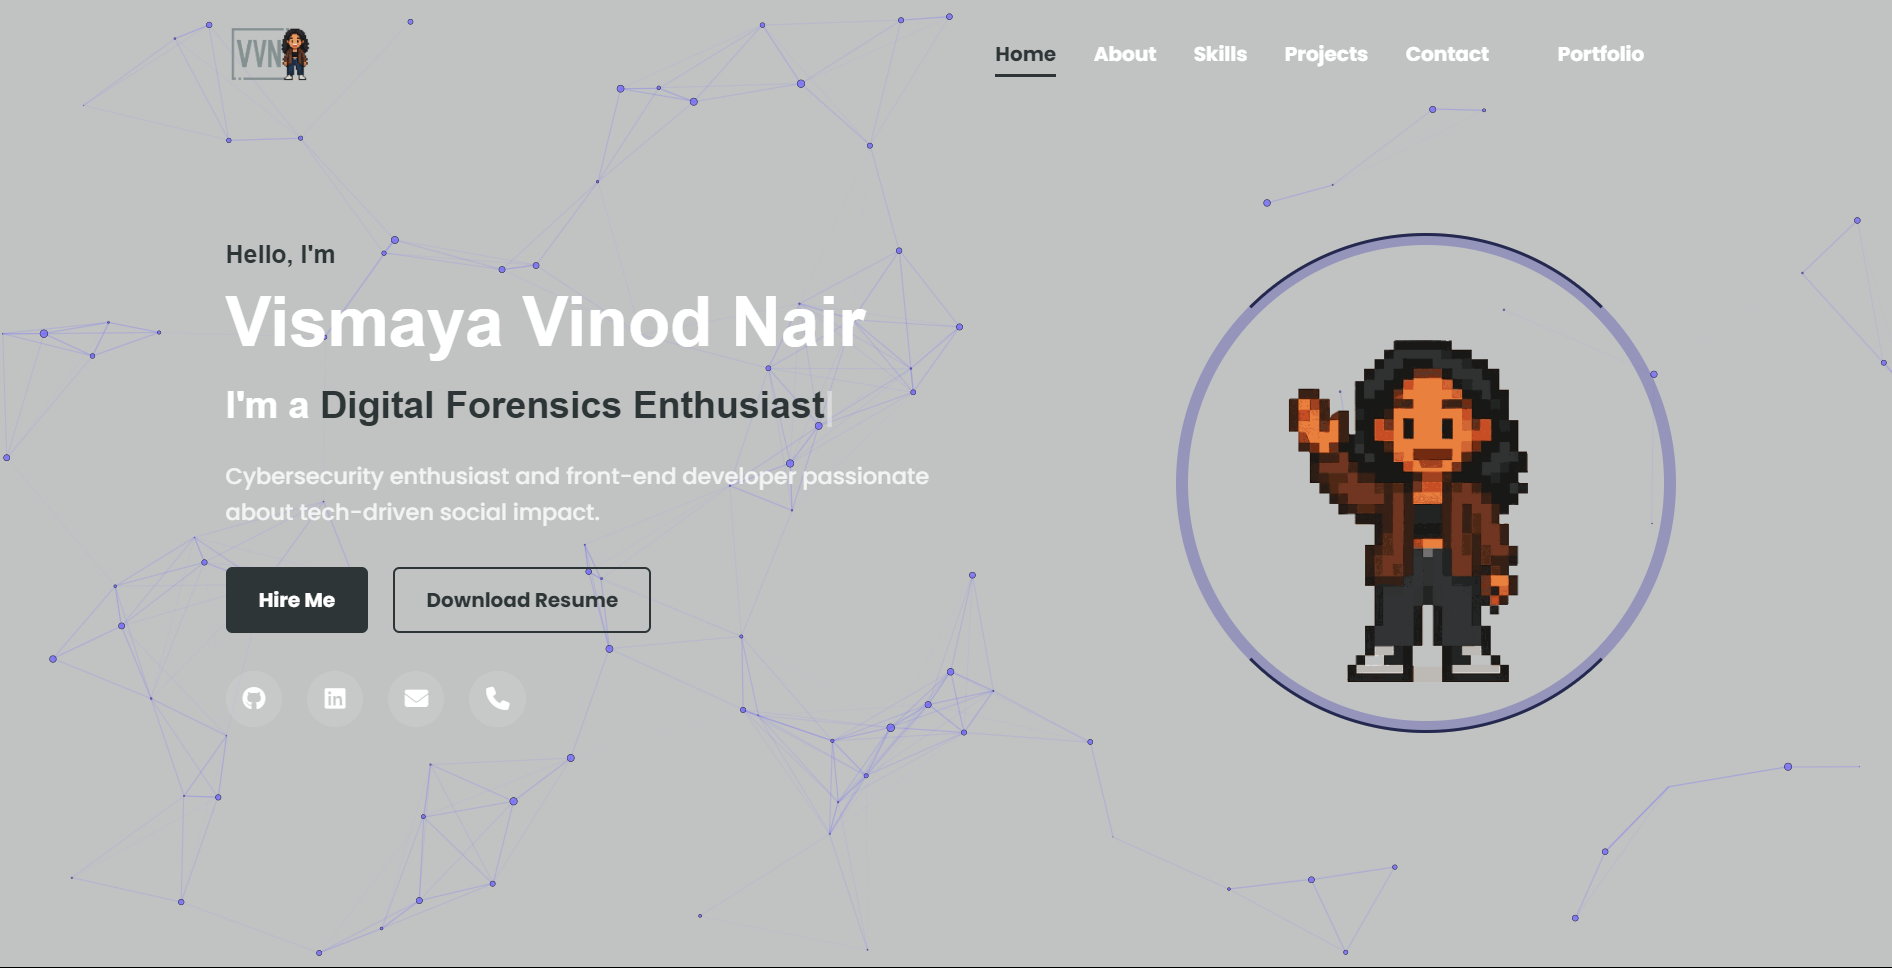 VVN
Home About Skills Projects Contact Portfolio
Hello, I'm
Vismaya Vinod Nair
I'm a Digital Forensics Enthusiast|
Cybersecurity enthusiast and front-end developer passionate
about tech-driven social impact.
Hire Me Download Resume
in